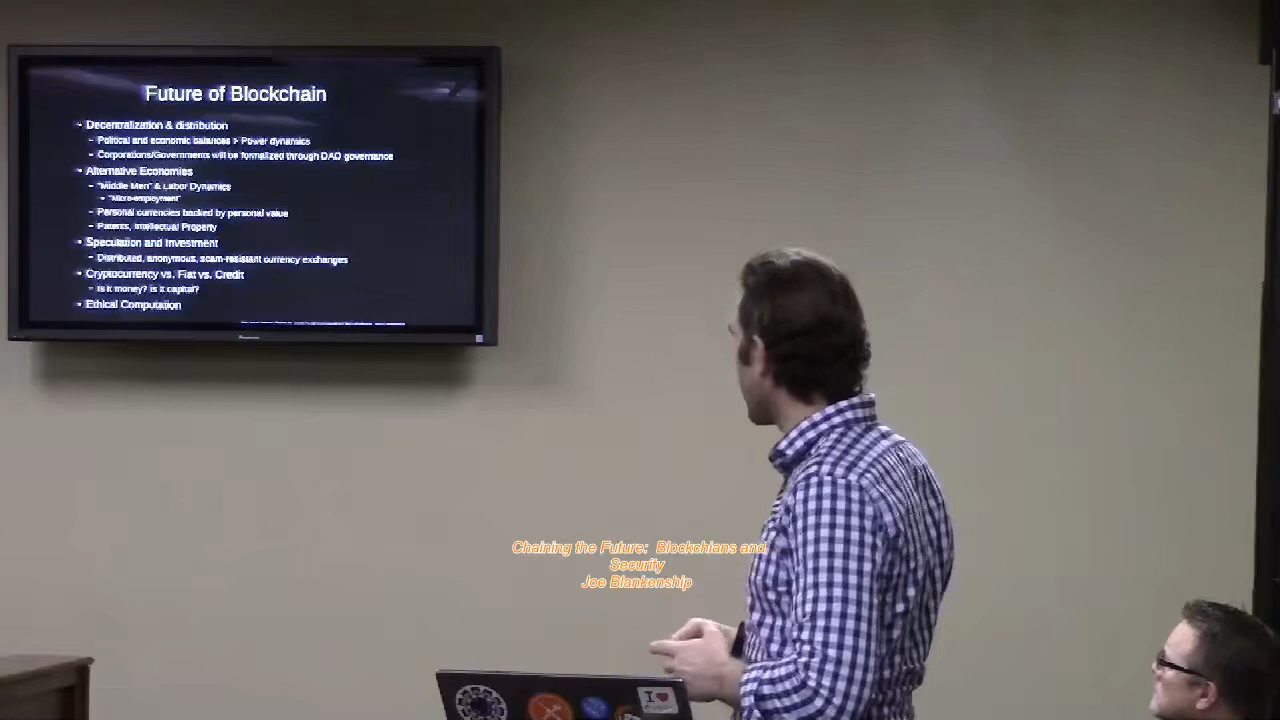 Future of Blockchain
Decentralization & distribution
Political and economic balances > Power dynamics
Corporations/Governments will be formalized through DAO governance
Alternative Economies
"Middle Men" & Labor Dynamics
"Micro-employment"
Personal currencies backed by personal value
Patents, Intellectual Property
Speculation and Investment
Distributed, anonymous, scam-resistant currency exchanges
Cryptocurrency vs. Fiat vs. Credit
Is it money? Is it capital?
Ethical Computation
Panasonic
Chaining the Future: Blockchians and
Security
Joe Blankenship
I